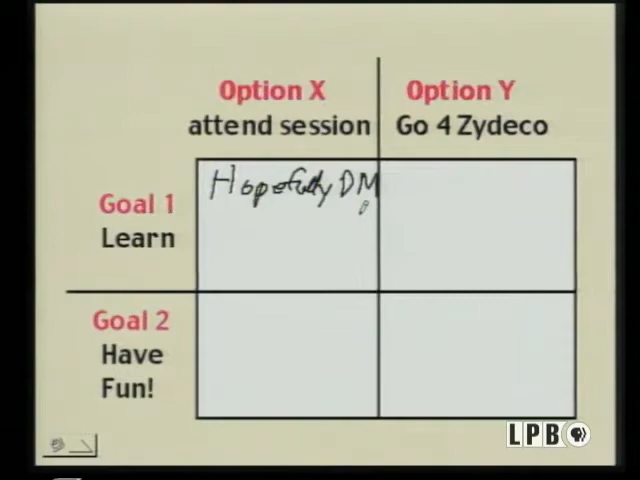 Option X
attend session
Option Y
Go 4 Zydeco
Goal 1
Learn
Hopefully DM
Goal 2
Have
Fun!
LPB